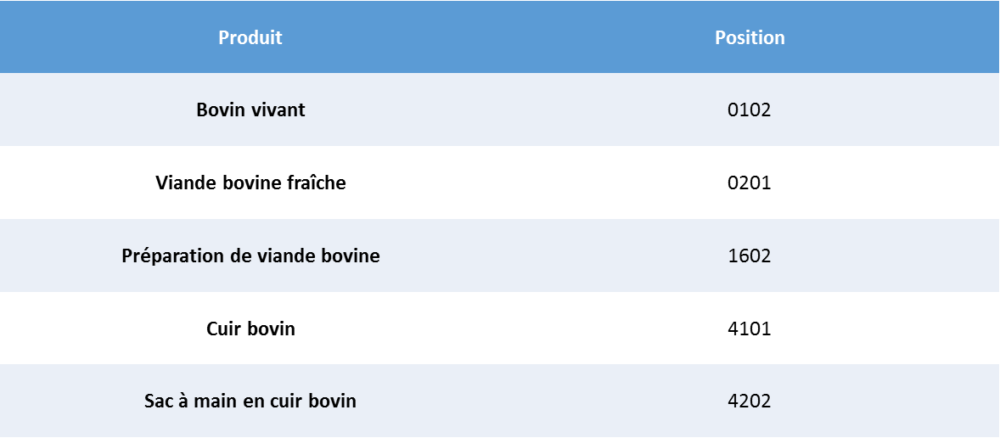 Produit Position
Bovin vivant 0102
Viande bovine fraîche 0201
Préparation de viande bovine 1602
Cuir bovin 4101
Sac à main en cuir bovin 4202